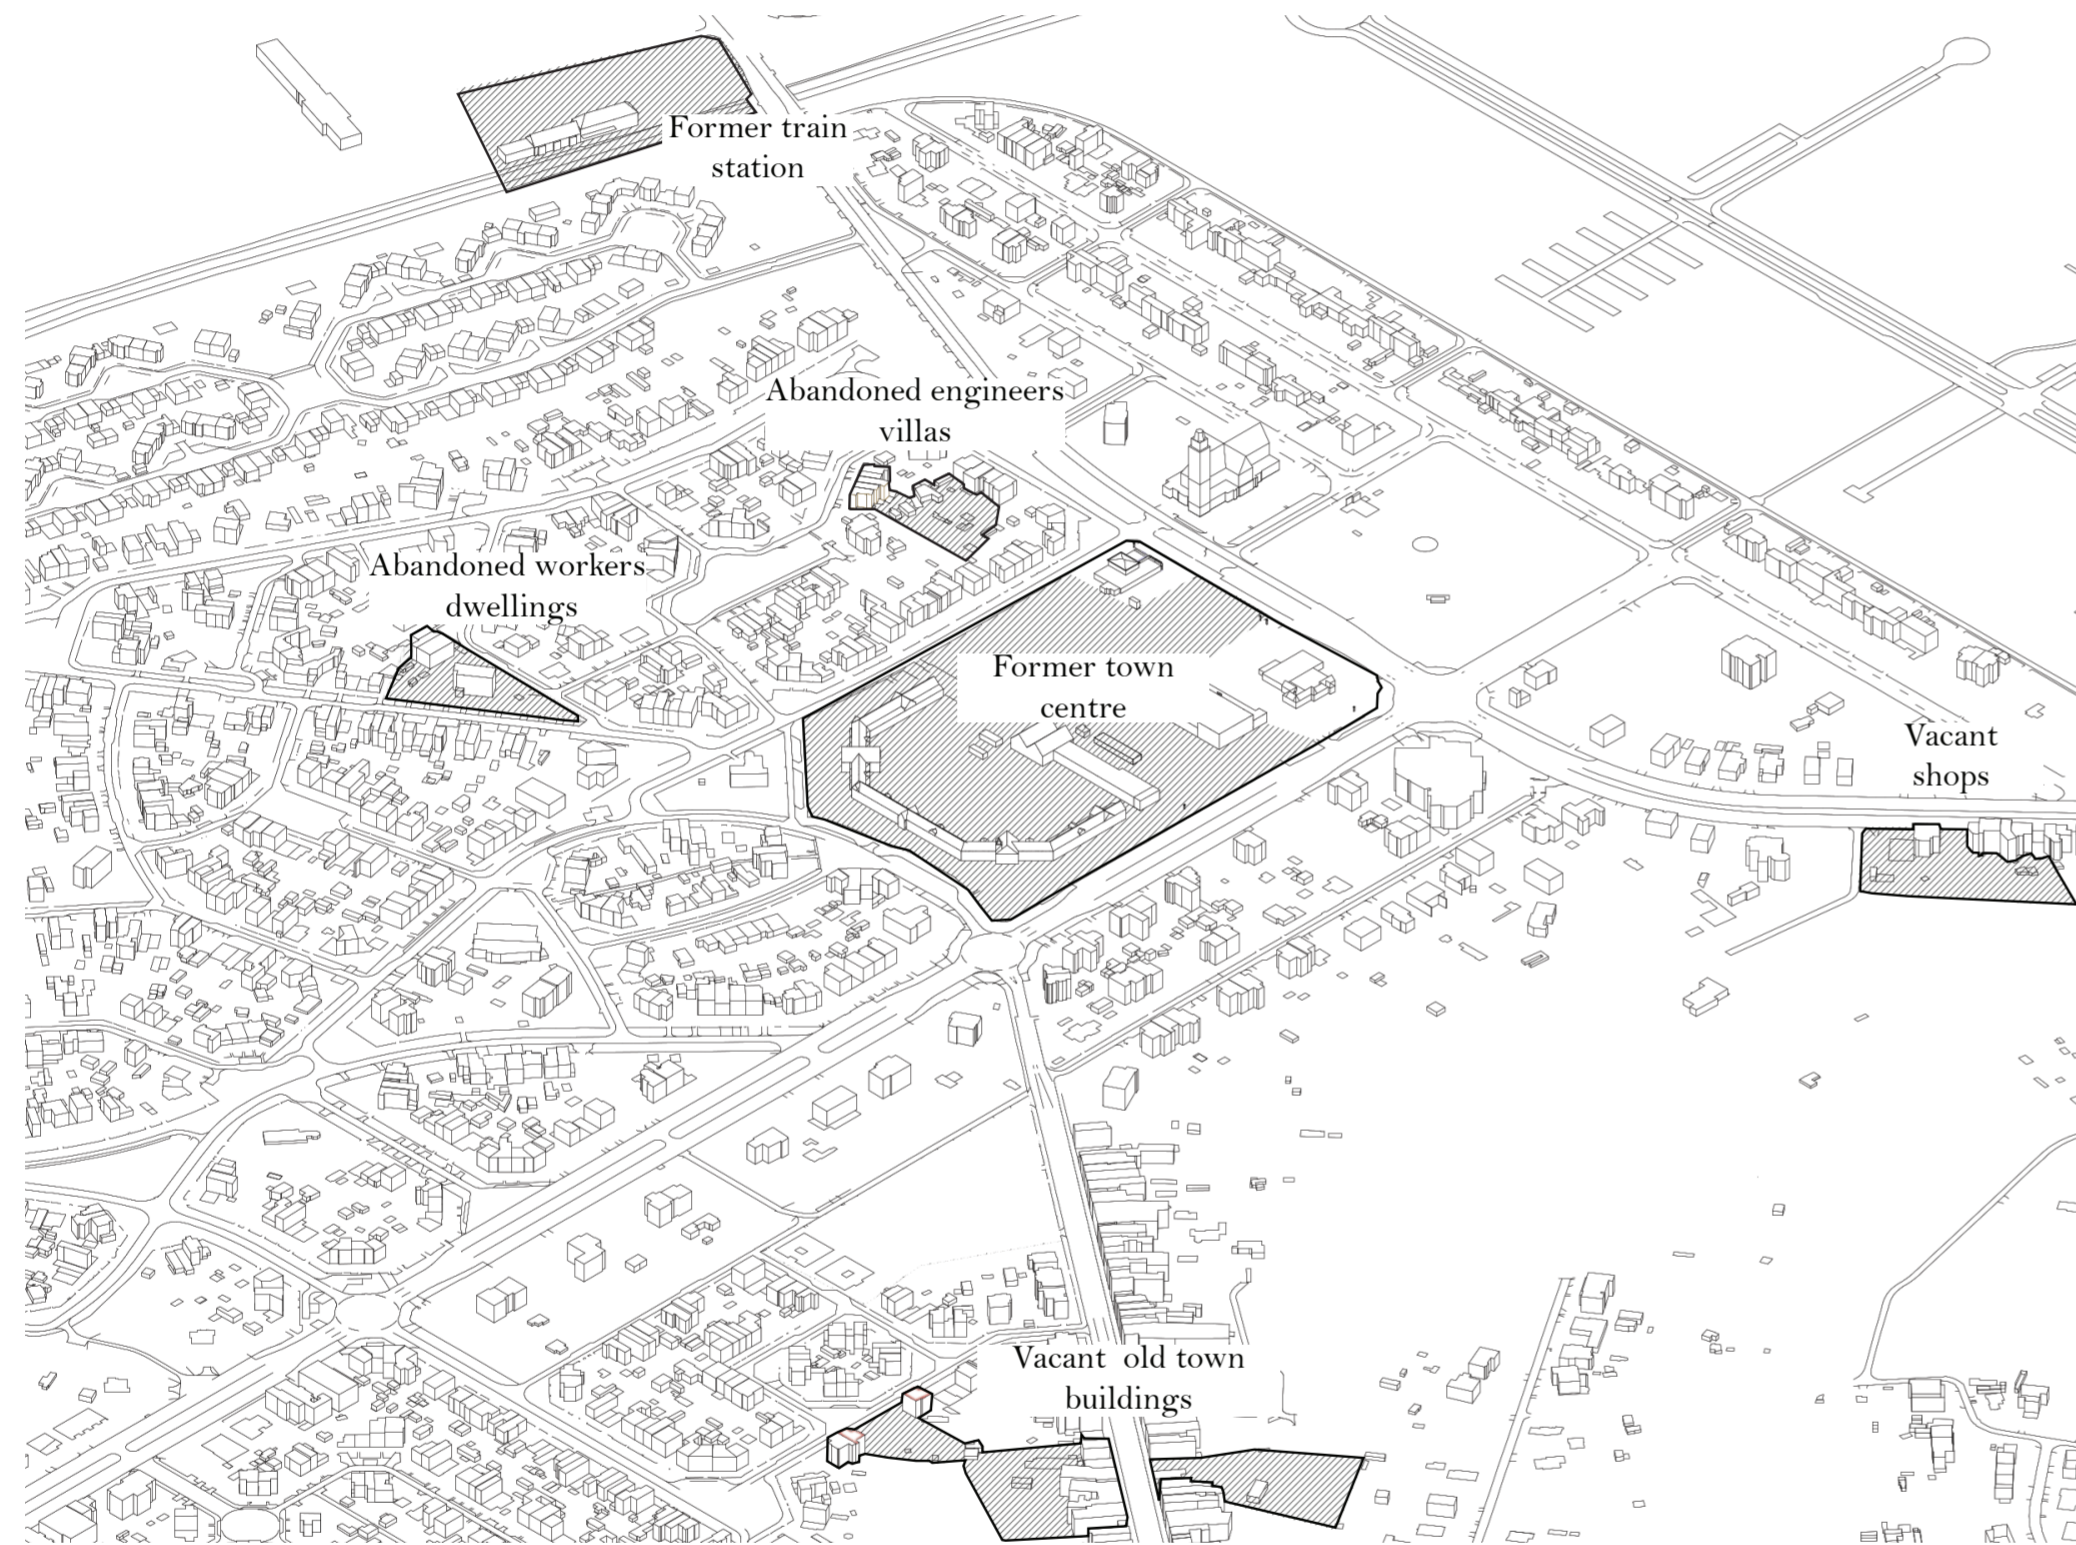 Former train
station
Abandoned engineers
villas
Abandoned workers
dwellings
Former town
centre
Vacant
shops
Vacant old town
buildings